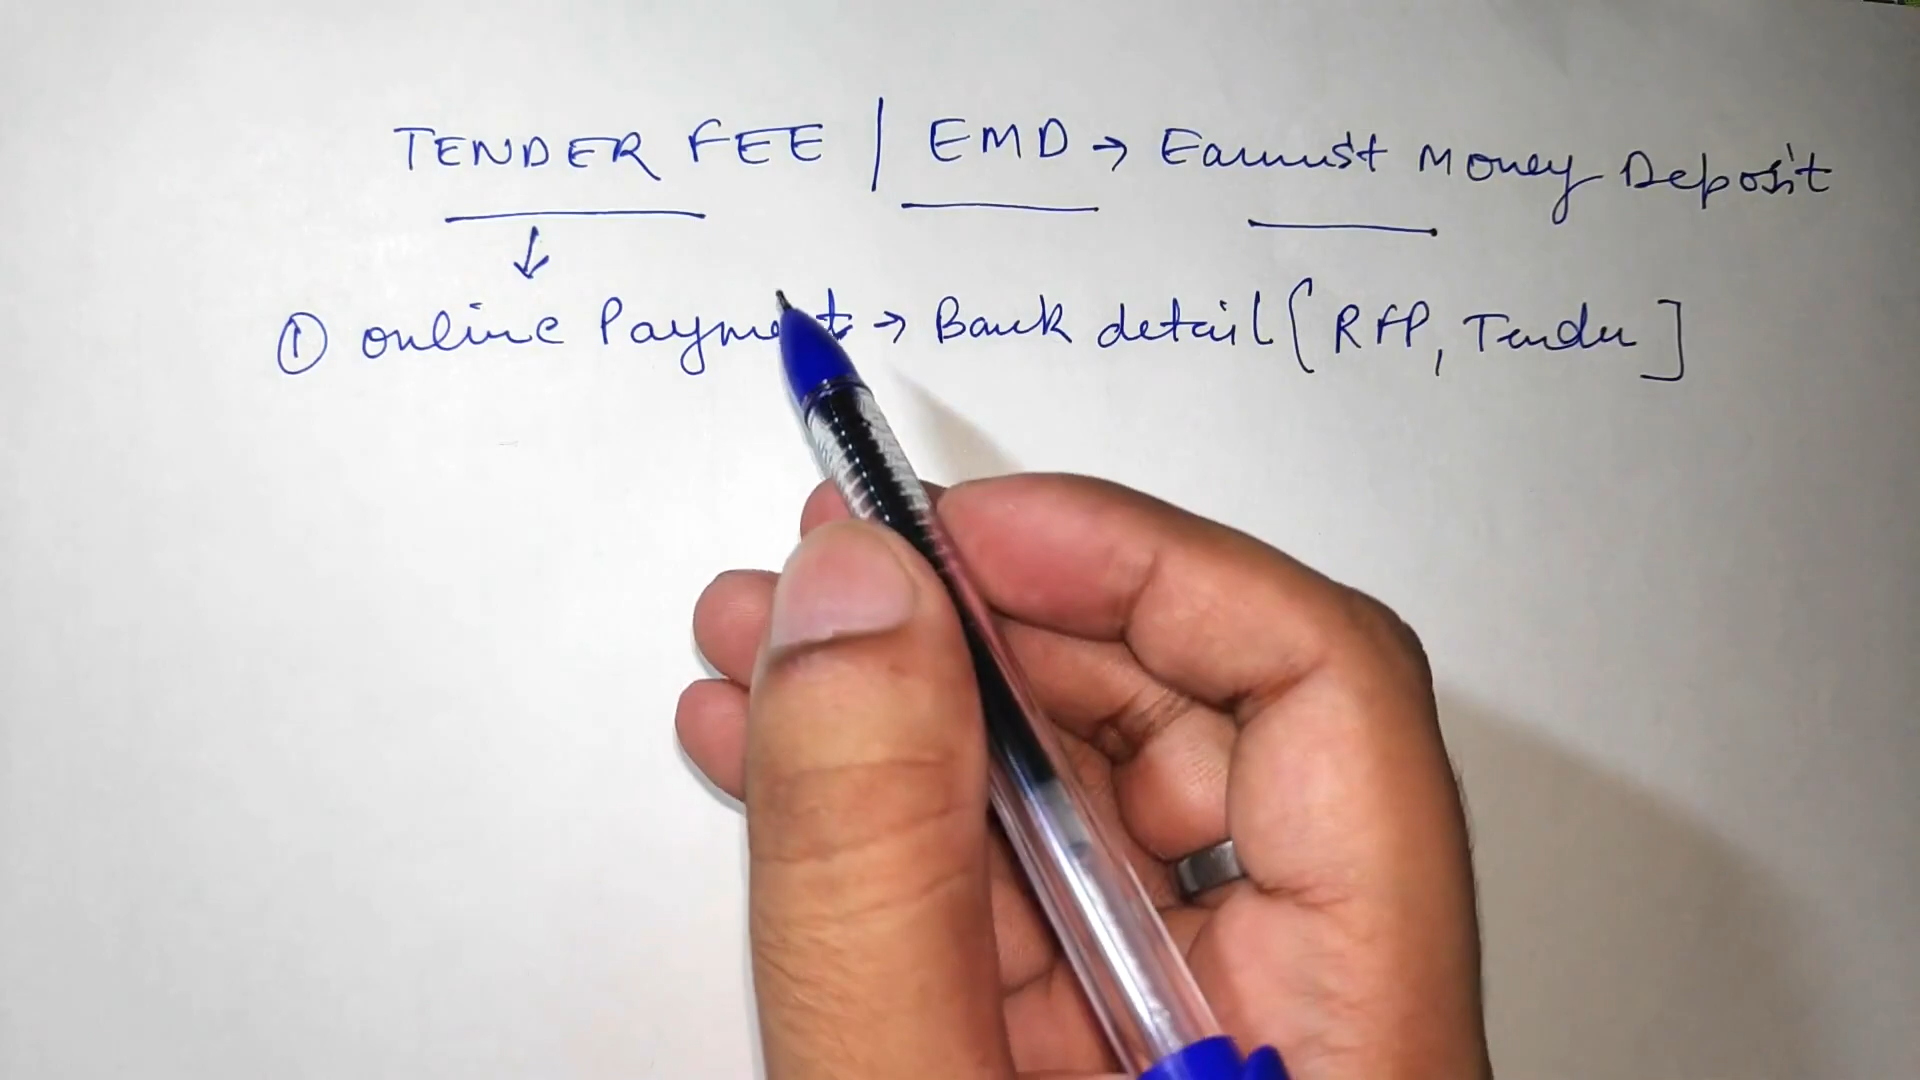 TENDER FEE | EMD → Earnust Money Deposit
① online Payment → Bank detail [RFP, Tender]